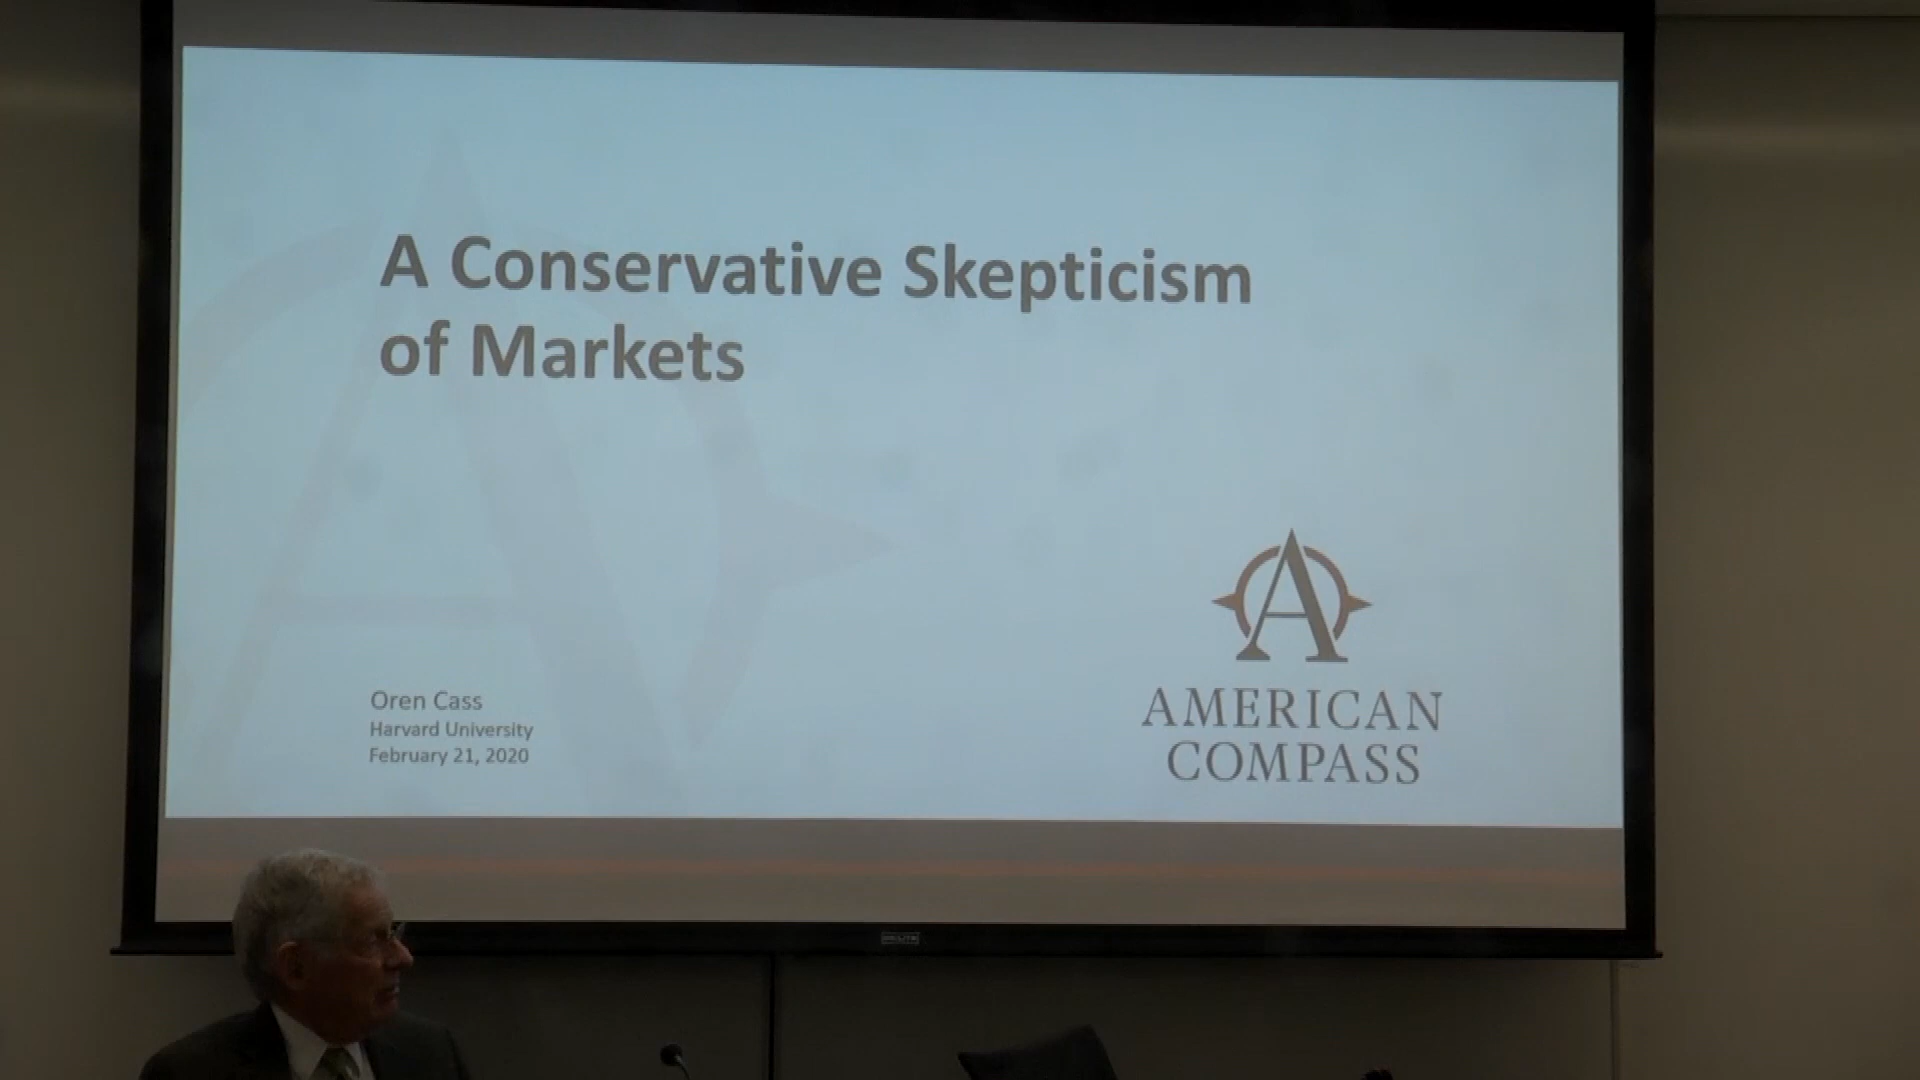 A Conservative Skepticism
of Markets
Oren Cass
Harvard University
February 21, 2020
AMERICAN
COMPASS